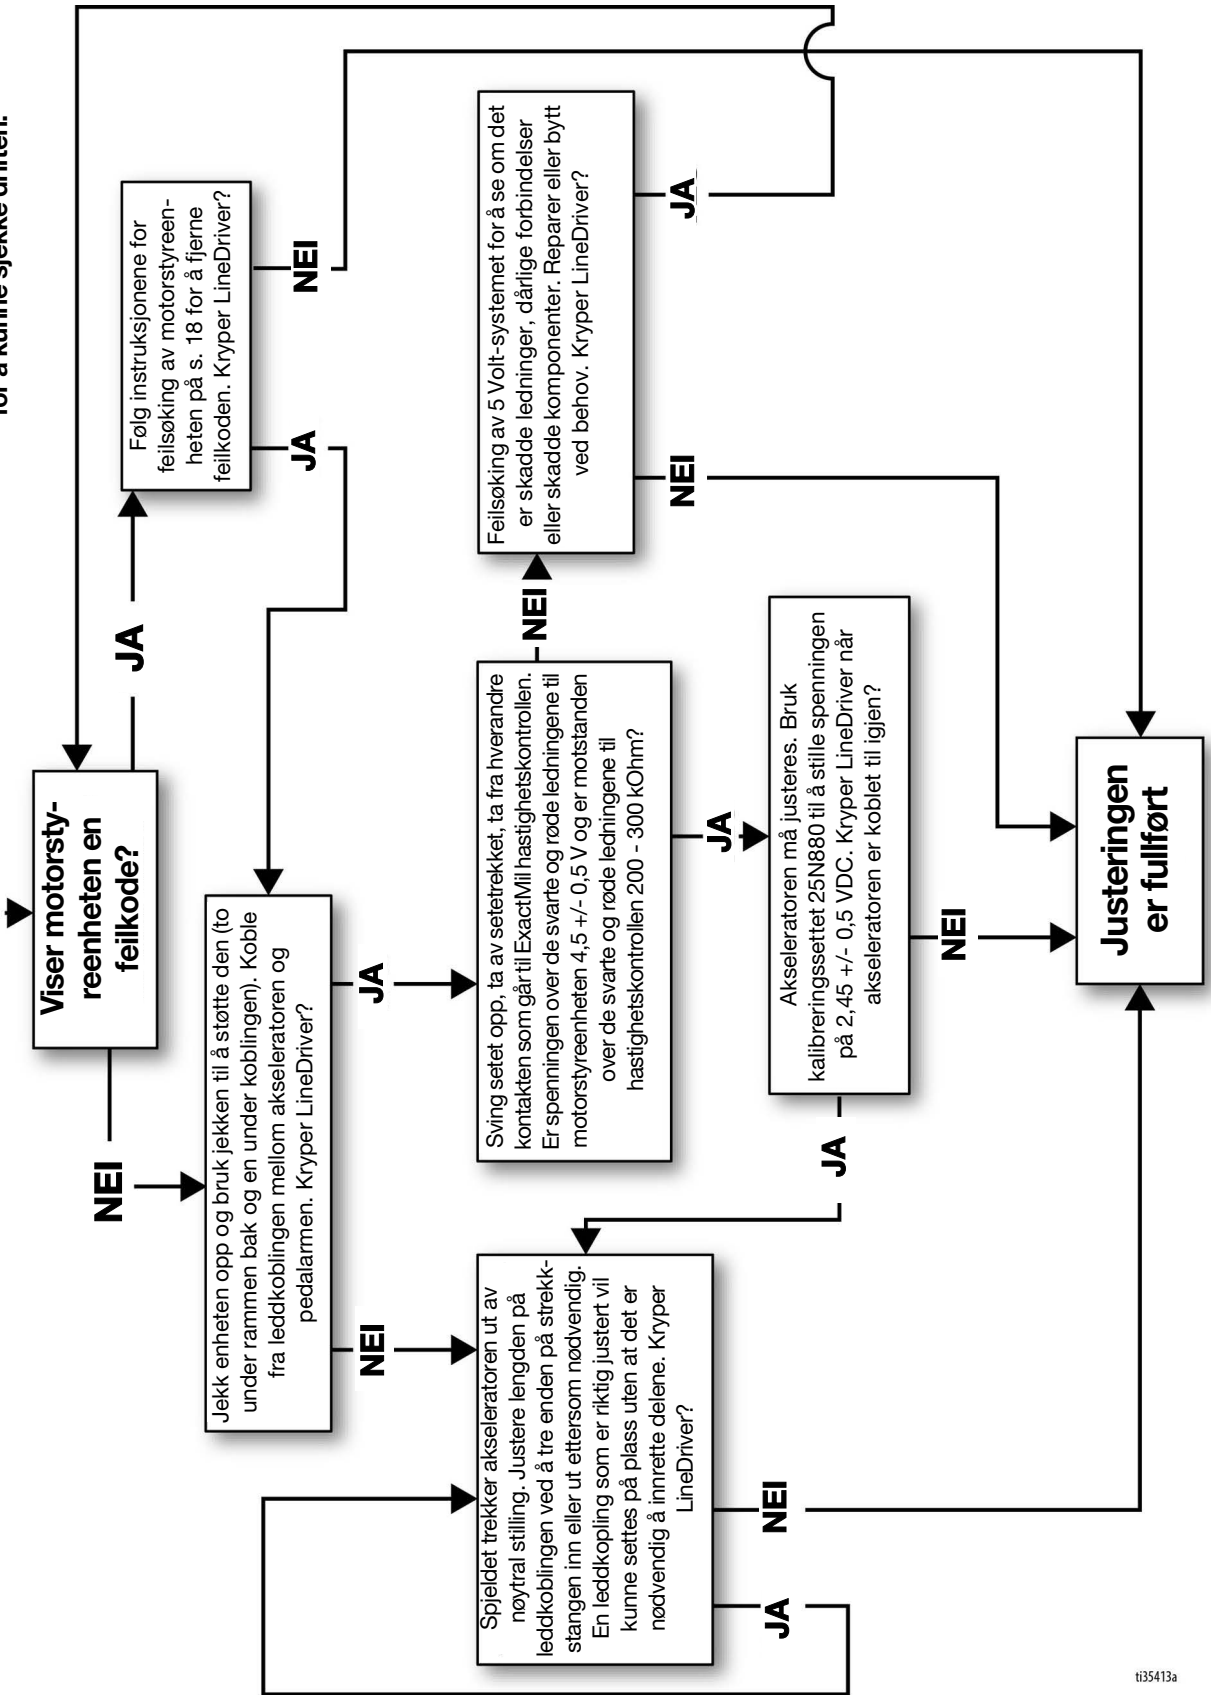 for å kunne sjekke driften.
Viser motorsty-
reenheten en
feilkode?
JA
NEI
Følg instruksjonene for
feilsøking av motorstyreen-
heten på s. 18 for å fjerne
feilkoden. Kryper LineDriver?
JA
NEI
Jekk enheten opp og bruk jekken til å støtte den (to
under rammen bak og en under koblingen). Koble
fra leddkoblingen mellom akseleratoren og
pedalarmen. Kryper LineDriver?
NEI
JA
Spjeldet trekker akseleratoren ut av
nøytral stilling. Justere lengden på
leddkoblingen ved å tre enden på strekk-
stangen inn eller ut ettersom nødvendig.
En leddkopling som er riktig justert vil
kunne settes på plass uten at det er
nødvendig å innrette delene. Kryper
LineDriver?
JA
NEI
Sving setet opp, ta av setetrekket, ta fra hverandre
kontakten som går til ExactMil hastighetskontrollen.
Er spenningen over de svarte og røde ledningene til
motorstyreenheten 4,5 +/- 0,5 V og er motstanden
over de svarte og røde ledningene til
hastighetskontrollen 200 - 300 kOhm?
NEI
JA
Feilsøking av 5 Volt-systemet for å se om det
er skadde ledninger, dårlige forbindelser
eller skadde komponenter. Reparer eller bytt
ved behov. Kryper LineDriver?
NEI
JA
Akseleratoren må justeres. Bruk
kalibreringssettet 25N880 til å stille spenningen
på 2,45 +/- 0,5 VDC. Kryper LineDriver når
akseleratoren er koblet til igjen?
JA
NEI
Justeringen
er fullført
ti35413a